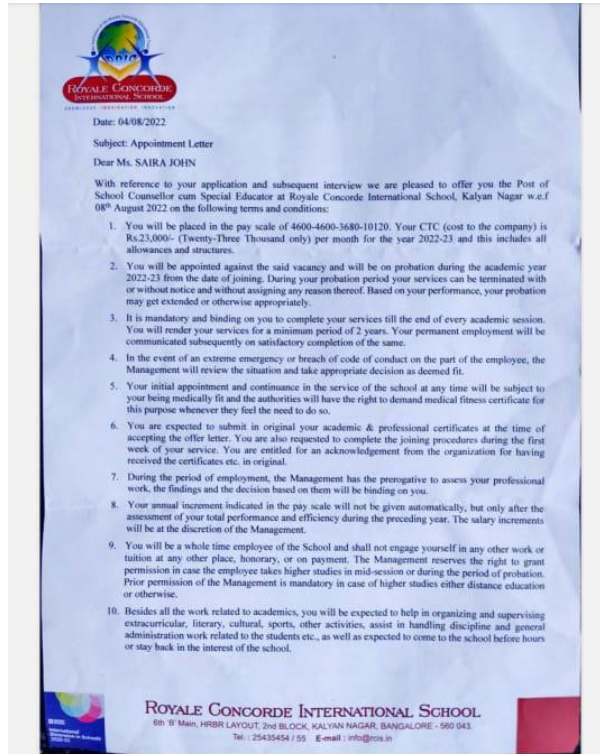 ROYALE CONCORDE
INTERNATIONAL SCHOOL
KNOWLEDGE INSPIRATION INNOVATION
Date: 04/08/2022
Subject: Appointment Letter
Dear Ms. SAIRA JOHN
With reference to your application and subsequent interview we are pleased to offer you the Post of
School Counsellor cum Special Educator at Royale Concorde International School, Kalyan Nagar w.e.f
08th August 2022 on the following terms and conditions:
1. You will be placed in the pay scale of 4600-4600-3680-10120. Your CTC (cost to the company) is
Rs.23,000/- (Twenty-Three Thousand only) per month for the year 2022-23 and this includes all
allowances and structures.
2. You will be appointed against the said vacancy and will be on probation during the academic year
2022-23 from the date of joining. During your probation period your services can be terminated with
or without notice and without assigning any reason thereof. Based on your performance, your probation
may get extended or otherwise appropriately.
3. It is mandatory and binding on you to complete your services till the end of every academic session.
You will render your services for a minimum period of 2 years. Your permanent employment will be
communicated subsequently on satisfactory completion of the same.
4. In the event of an extreme emergency or breach of code of conduct on the part of the employee, the
Management will review the situation and take appropriate decision as deemed fit.
5. Your initial appointment and continuance in the service of the school at any time will be subject to
your being medically fit and the authorities will have the right to demand medical fitness certificate for
this purpose whenever they feel the need to do so.
6. You are expected to submit in original your academic & professional certificates at the time of
accepting the offer letter. You are also requested to complete the joining procedures during the first
week of your service. You are entitled for an acknowledgement from the organization for having
received the certificates etc. in original.
7. During the period of employment, the Management has the prerogative to assess your professional
work, the findings and the decision based on them will be binding on you.
8. Your annual increment indicated in the pay scale will not be given automatically, but only after the
assessment of your total performance and efficiency during the preceding year. The salary increments
will be at the discretion of the Management.
9. You will be a whole time employee of the School and shall not engage yourself in any other work or
tuition at any other place, honorary, or on payment. The Management reserves the right to grant
permission in case the employee takes higher studies in mid-session or during the period of probation.
Prior permission of the Management is mandatory in case of higher studies either distance education
or otherwise.
10. Besides all the work related to academics, you will be expected to help in organizing and supervising
extracurricular, literary, cultural, sports, other activities, assist in handling discipline and general
administration work related to the students etc., as well as expected to come to the school before hours
or stay back in the interest of the school.
ROYALE CONCORDE INTERNATIONAL SCHOOL
6th 'B' Main, HRBR LAYOUT, 2nd BLOCK, KALYAN NAGAR, BANGALORE - 560 043.
Tel. : 25435454 / 55 E-mail : info@rcis.in